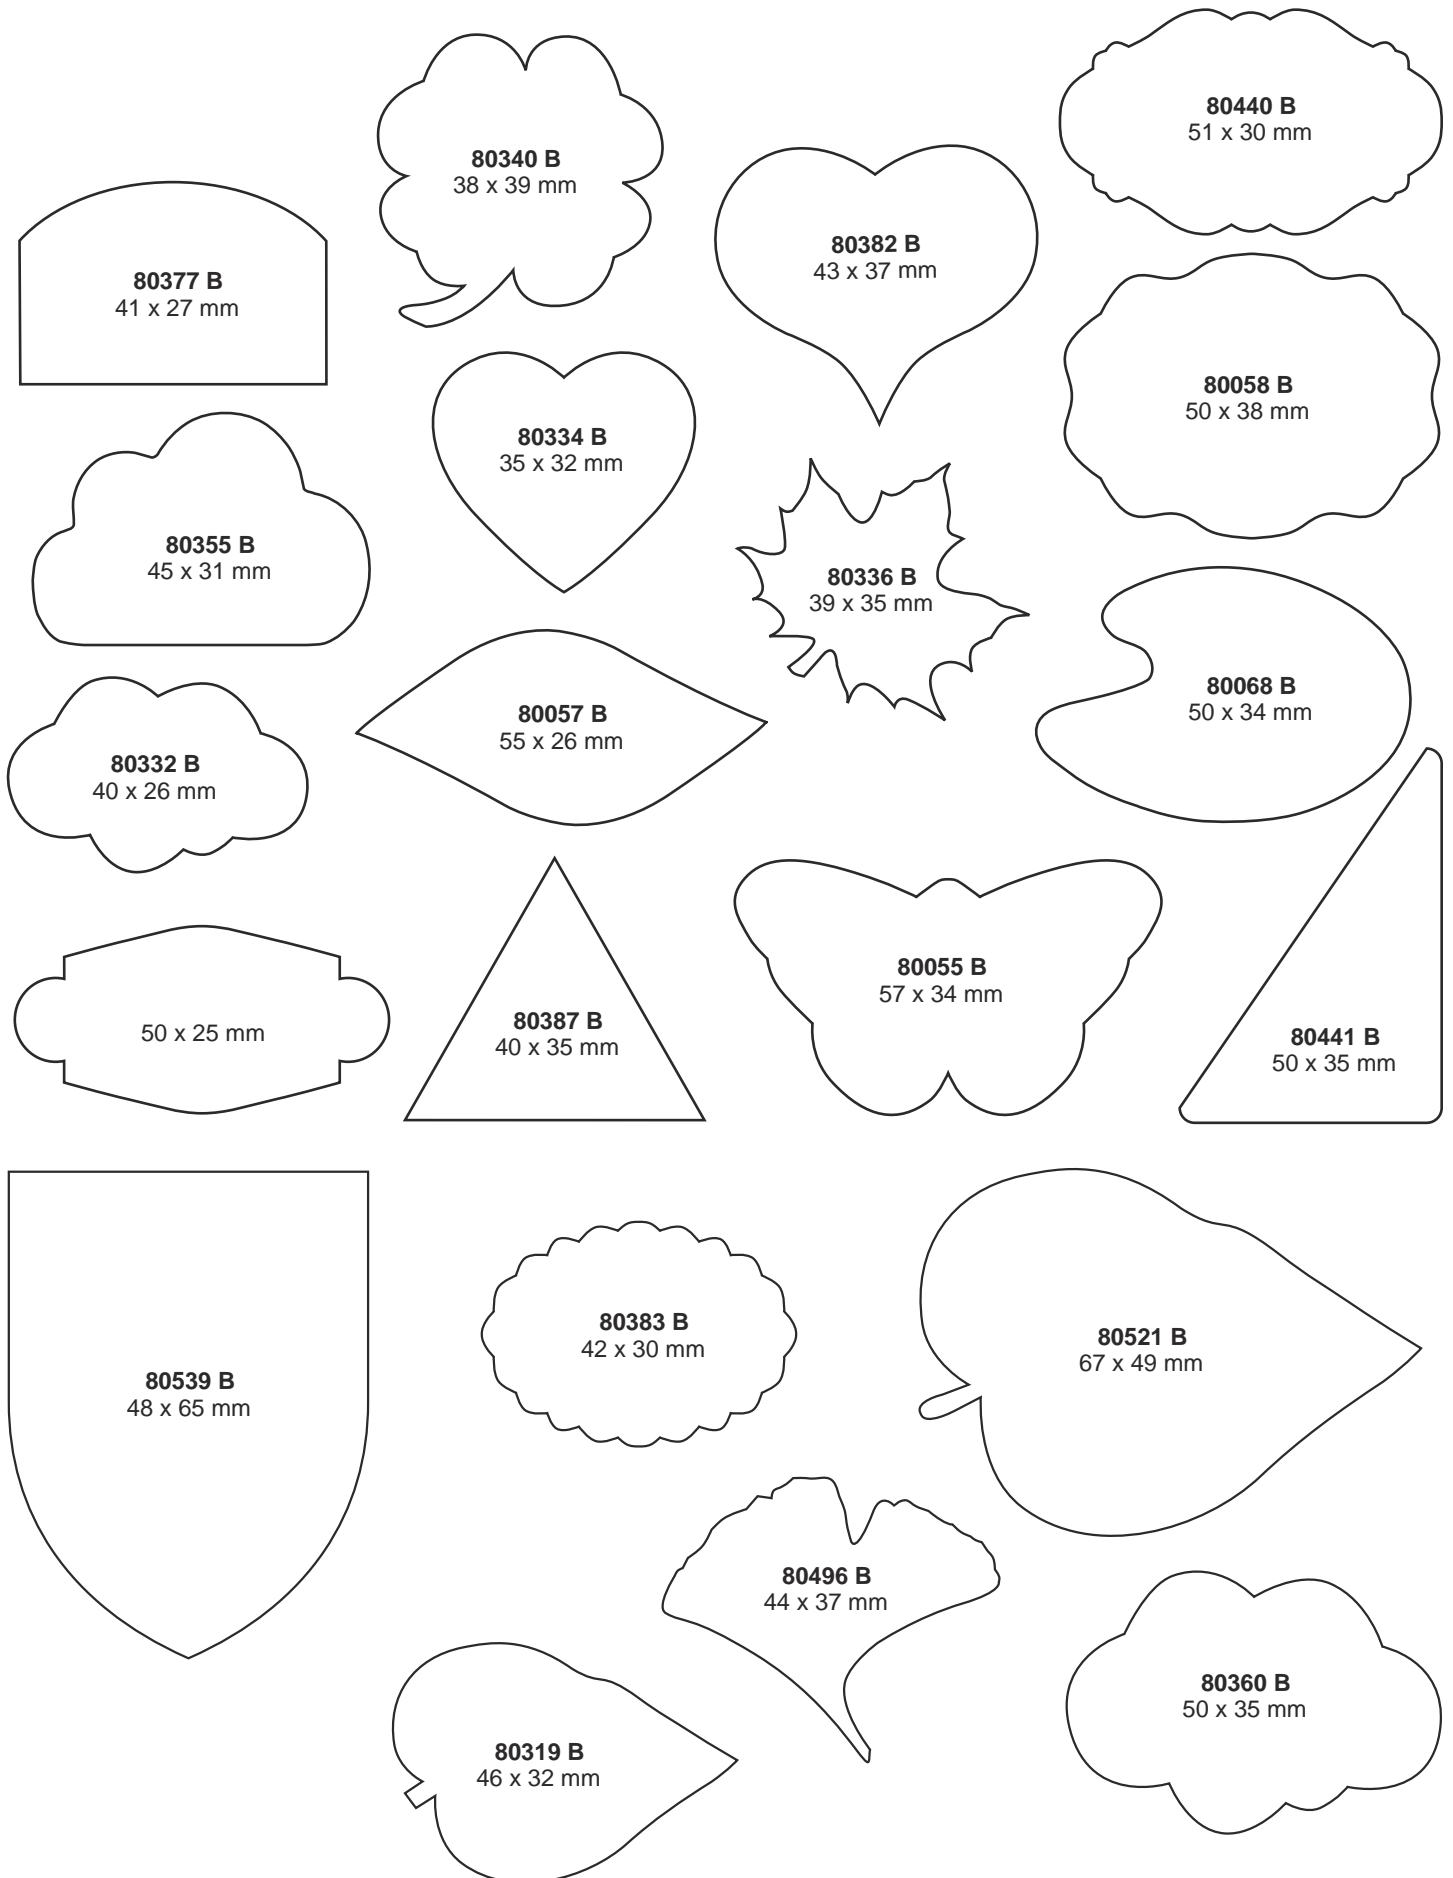 80440 B
51 x 30 mm
80340 B
38 x 39 mm
80382 B
43 x 37 mm
80377 B
41 x 27 mm
80058 B
50 x 38 mm
80334 B
35 x 32 mm
80355 B
45 x 31 mm
80336 B
39 x 35 mm
80068 B
50 x 34 mm
80057 B
55 x 26 mm
80332 B
40 x 26 mm
80055 B
57 x 34 mm
50 x 25 mm
80387 B
40 x 35 mm
80441 B
50 x 35 mm
80383 B
42 x 30 mm
80521 B
67 x 49 mm
80539 B
48 x 65 mm
80496 B
44 x 37 mm
80360 B
50 x 35 mm
80319 B
46 x 32 mm